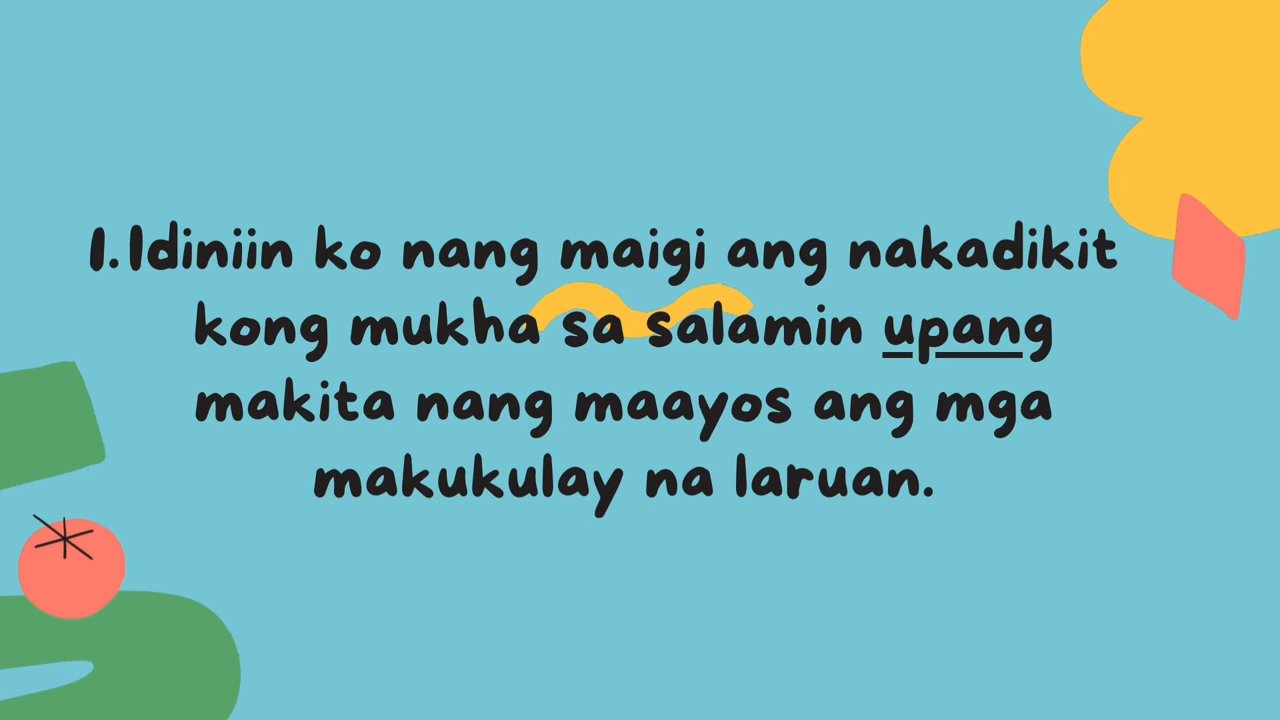 1.Idiniin ko nang maigi ang nakadikit
kong mukha sa salamin upang
makita nang maayos ang mga
makukulay na laruan.